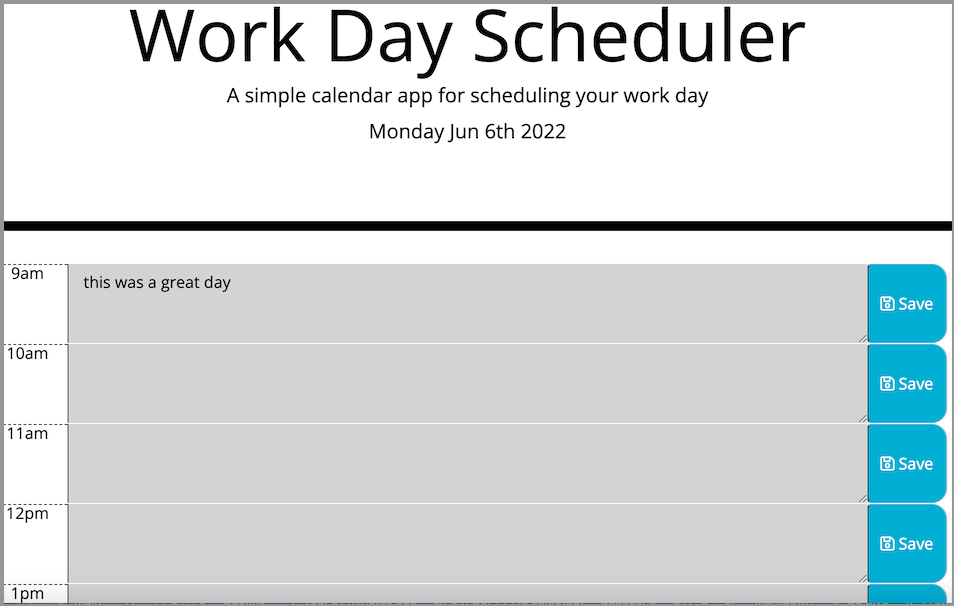 Work Day Scheduler
A simple calendar app for scheduling your work day
Monday Jun 6th 2022
9am
this was a great day
Save
10am
Save
11am
Save
12pm
Save
1pm